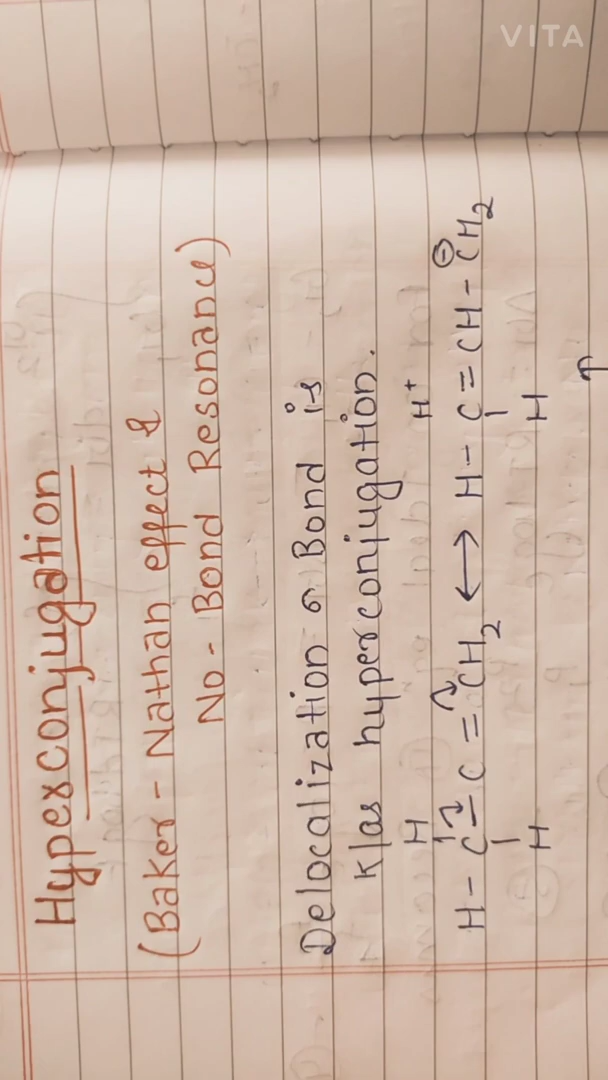 VITA
Hyperconjugation
(Baker - Nathan effect &
No - Bond Resonance)
Delocalization σ Bond is
K/as hyperconjugation.
H H⁺
H - C - C = CH₂ ↔ H - C = CH - CH₂ ⊖
H H
↑